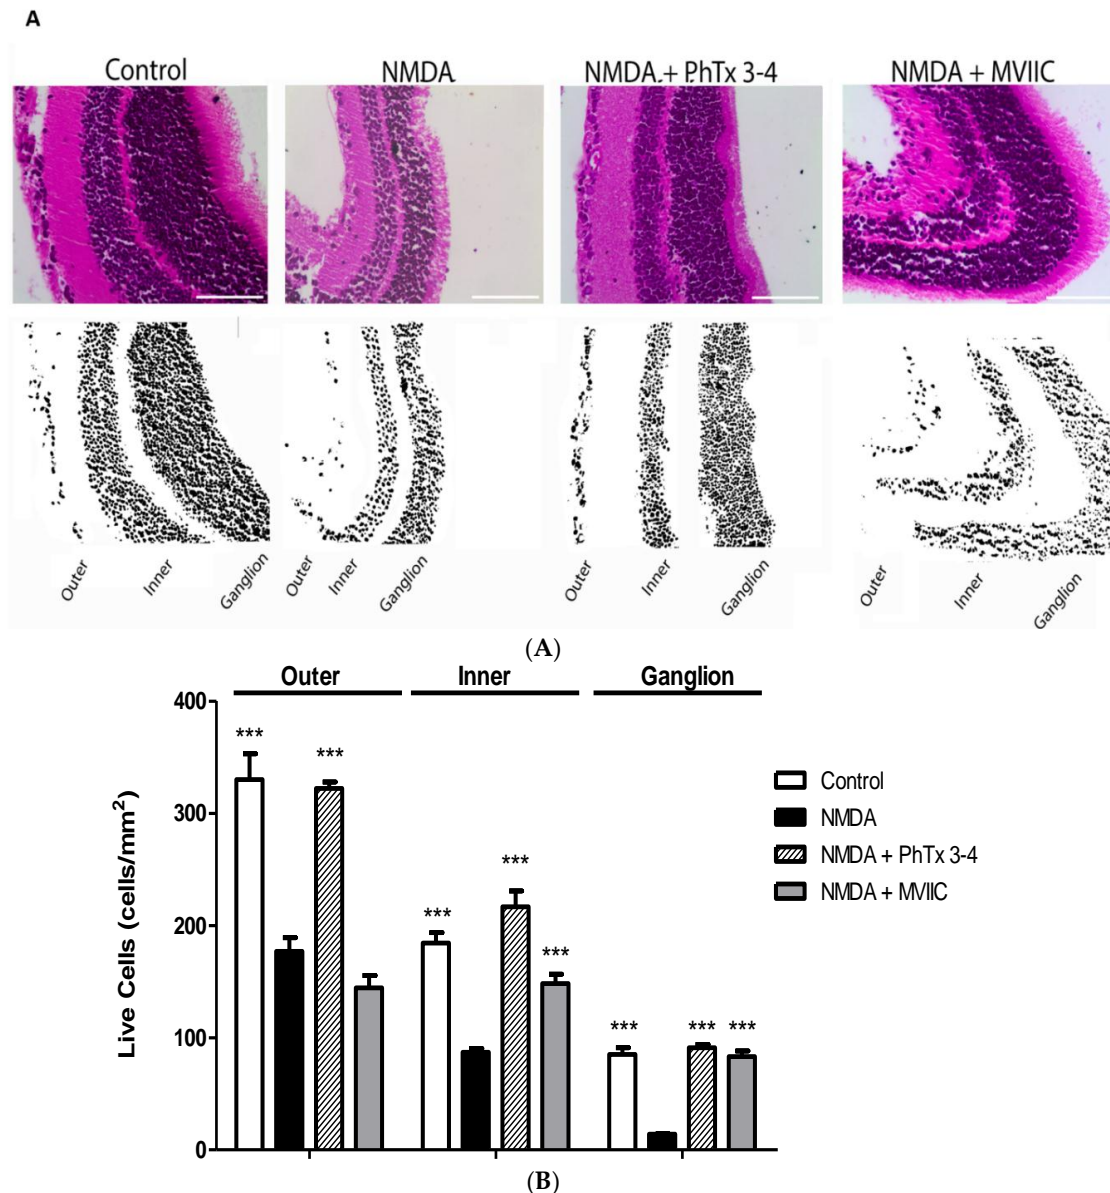 A
Control NMDA NMDA + PhTx 3-4 NMDA + MVIIC
Outer Inner Ganglion Outer Inner Ganglion Outer Inner Ganglion Outer Inner Ganglion
(A)
Outer Inner Ganglion
400
300
200
100
0
Live Cells (cells/mm²)
*** *** *** *** *** *** *** ***
Control
NMDA
NMDA + PhTx 3-4
NMDA + MVIIC
(B)